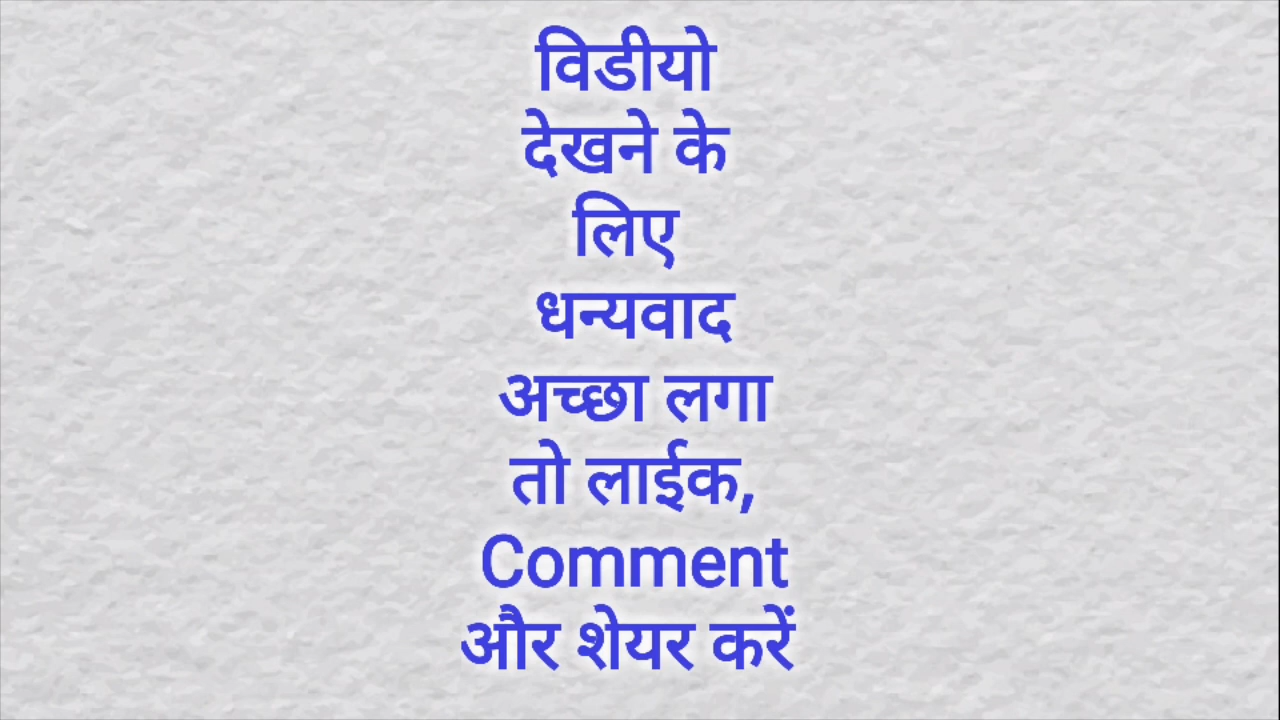 विडीयो
देखने के
लिए
धन्यवाद
अच्छा लगा
तो लाईक,
Comment
और शेयर करें